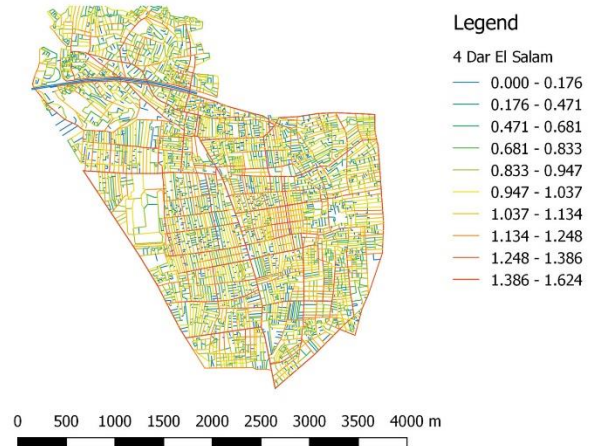 Legend
4 Dar El Salam
0.000 - 0.176
0.176 - 0.471
0.471 - 0.681
0.681 - 0.833
0.833 - 0.947
0.947 - 1.037
1.037 - 1.134
1.134 - 1.248
1.248 - 1.386
1.386 - 1.624
0 500 1000 1500 2000 2500 3000 3500 4000 m